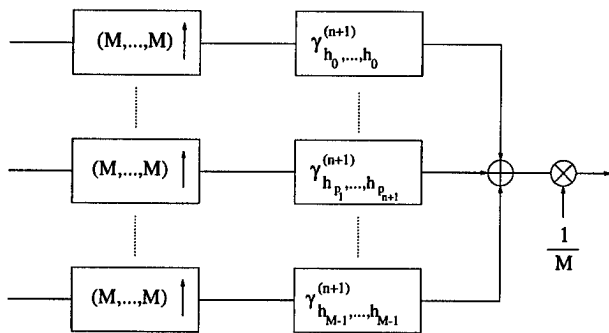 (M,...,M) ↑ γ^{(n+1)}_{h_0,...,h_0}
(M,...,M) ↑ γ^{(n+1)}_{h_{p_1},...,h_{p_{n+1}}}
1/M
(M,...,M) ↑ γ^{(n+1)}_{h_{M-1},...,h_{M-1}}